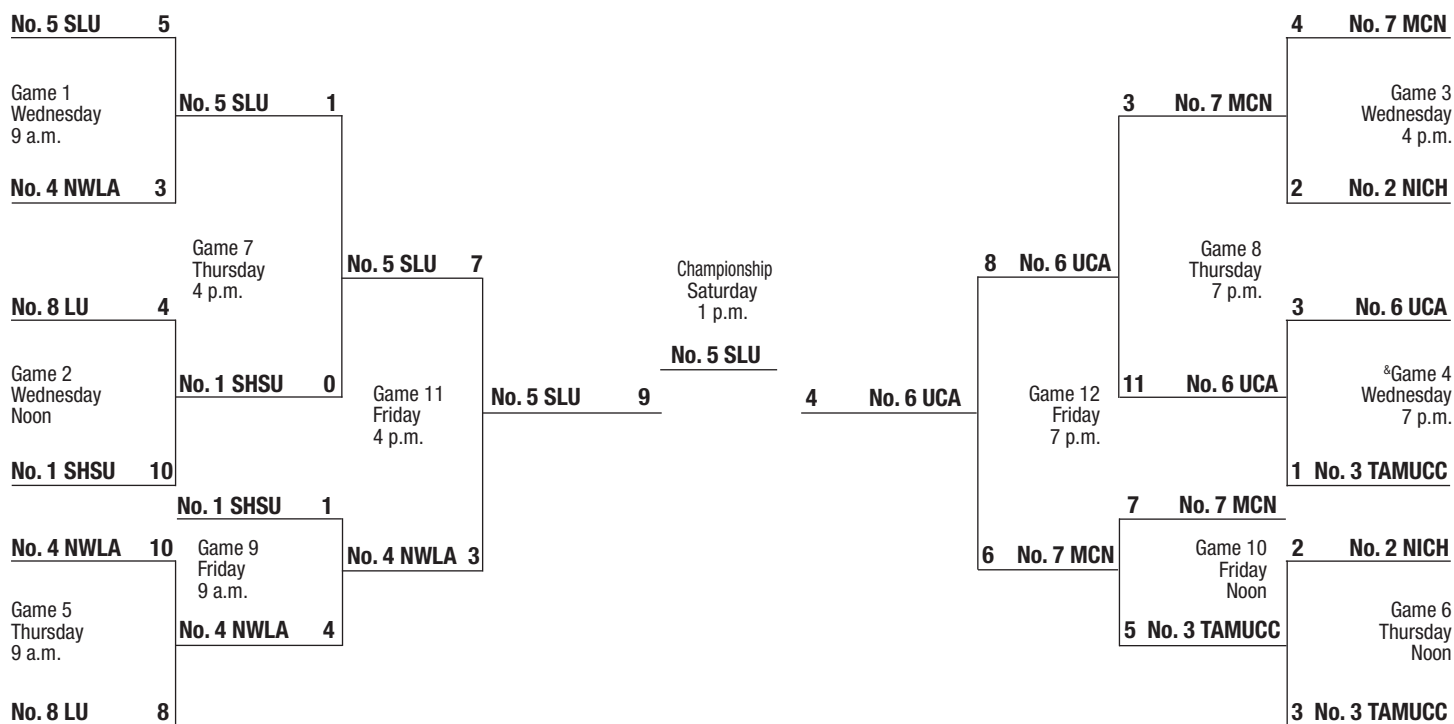 No. 5 SLU 5
Game 1
Wednesday
9 a.m.
No. 4 NWLA 3
No. 8 LU 4
Game 2
Wednesday
Noon
No. 1 SHSU 10
No. 4 NWLA 10
Game 5
Thursday
9 a.m.
No. 8 LU 8
No. 5 SLU 1
Game 7
Thursday
4 p.m.
No. 1 SHSU 0
No. 1 SHSU 1
Game 9
Friday
9 a.m.
No. 4 NWLA 4
No. 5 SLU 7
Game 11
Friday
4 p.m.
No. 4 NWLA 3
No. 5 SLU 9
Championship
Saturday
1 p.m.
No. 5 SLU
4 No. 6 UCA
8 No. 6 UCA
Game 12
Friday
7 p.m.
6 No. 7 MCN
3 No. 7 MCN
Game 8
Thursday
7 p.m.
11 No. 6 UCA
7 No. 7 MCN
Game 10
Friday
Noon
5 No. 3 TAMUCC
4 No. 7 MCN
Game 3
Wednesday
4 p.m.
2 No. 2 NICH
3 No. 6 UCA
&Game 4
Wednesday
7 p.m.
1 No. 3 TAMUCC
2 No. 2 NICH
Game 6
Thursday
Noon
3 No. 3 TAMUCC